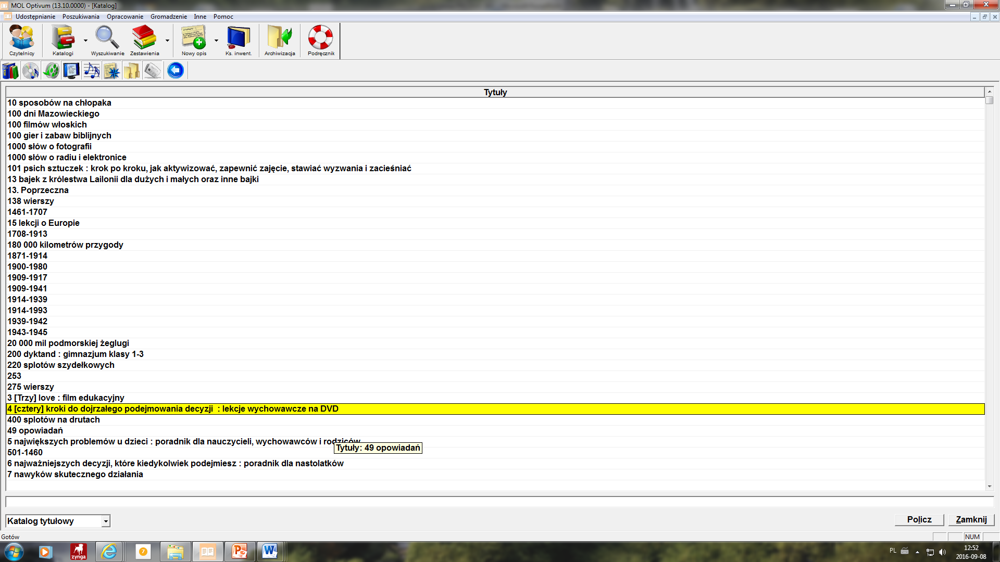 MOL Optivum (13.10.0000) - [Katalog]
Udostępnianie Poszukiwania Opracowanie Gromadzenie Inne Pomoc
Czytelnicy Katalogi Wyszukiwanie Zestawienia Nowy opis Ks. inwent. Archiwizacja Podręcznik
Tytuły
10 sposobów na chłopaka
100 dni Mazowieckiego
100 filmów włoskich
100 gier i zabaw biblijnych
1000 słów o fotografii
1000 słów o radiu i elektronice
101 psich sztuczek : krok po kroku, jak aktywizować, zapewnić zajęcie, stawiać wyzwania i zacieśniać
13 bajek z królestwa Lailonii dla dużych i małych oraz inne bajki
13. Poprzeczna
138 wierszy
1461-1707
15 lekcji o Europie
1708-1913
180 000 kilometrów przygody
1871-1914
1900-1980
1909-1917
1909-1941
1914-1939
1914-1993
1939-1942
1943-1945
20 000 mil podmorskiej żeglugi
200 dyktand : gimnazjum klasy 1-3
220 splotów szydełkowych
253
275 wierszy
3 [Trzy] love : film edukacyjny
4 [cztery] kroki do dojrzałego podejmowania decyzji : lekcje wychowawcze na DVD
400 splotów na drutach
49 opowiadań
5 największych problemów u dzieci : poradnik dla nauczycieli, wychowawców i rodziców
Tytuły: 49 opowiadań
501-1460
6 najważniejszych decyzji, które kiedykolwiek podejmiesz : poradnik dla nastolatków
7 nawyków skutecznego działania
Katalog tytułowy
Policz Zamknij
Gotów
NUM
zynga
7
PL
12:52
2016-09-08